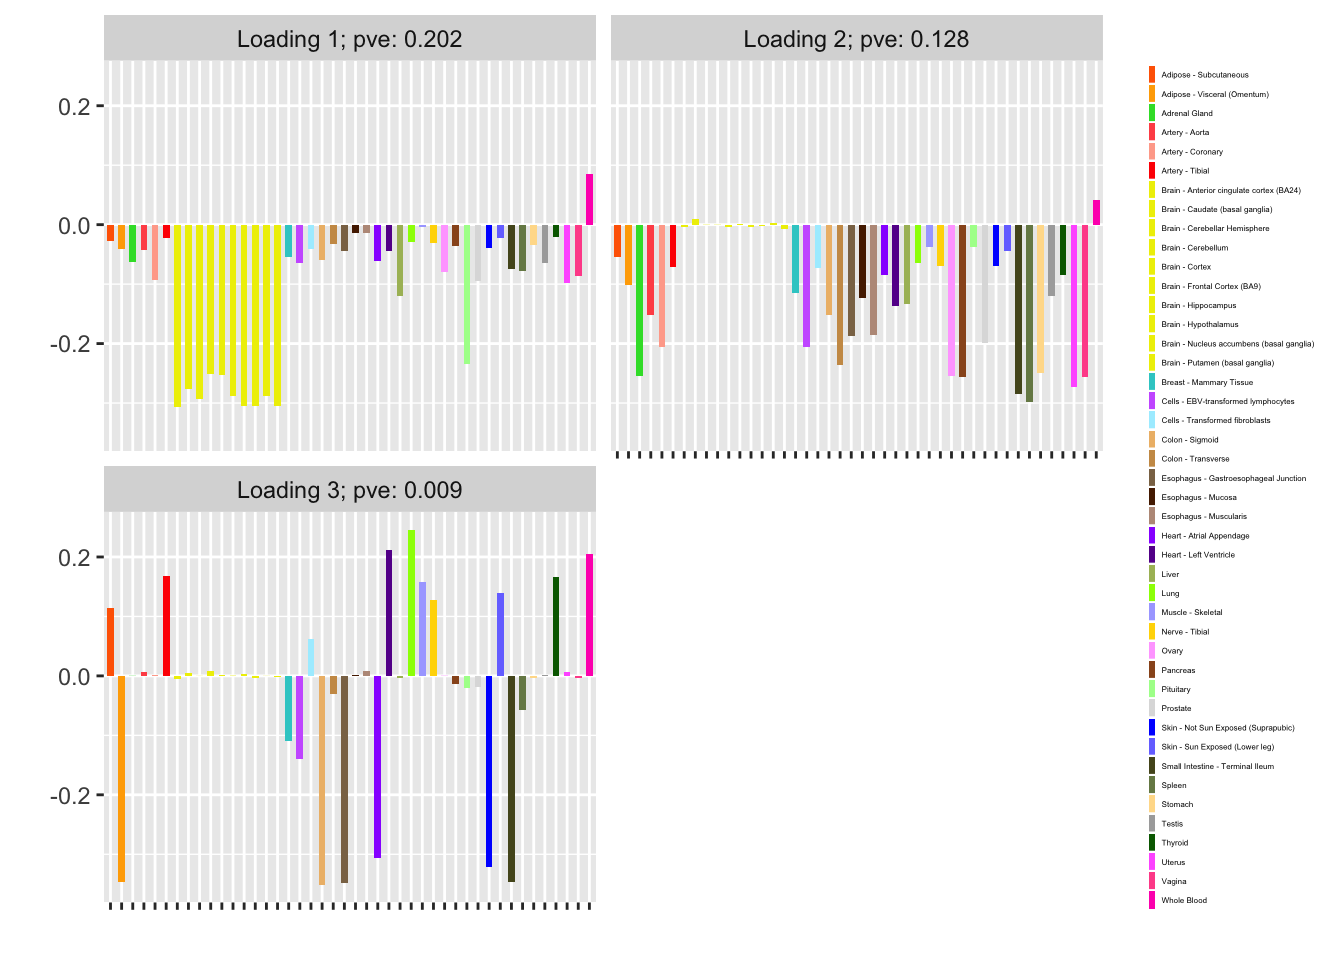 Loading 1; pve: 0.202
Loading 2; pve: 0.128
0.2
0.0
-0.2
Loading 3; pve: 0.009
0.2
0.0
-0.2
Adipose - Subcutaneous
Adipose - Visceral (Omentum)
Adrenal Gland
Artery - Aorta
Artery - Coronary
Artery - Tibial
Brain - Anterior cingulate cortex (BA24)
Brain - Caudate (basal ganglia)
Brain - Cerebellar Hemisphere
Brain - Cerebellum
Brain - Cortex
Brain - Frontal Cortex (BA9)
Brain - Hippocampus
Brain - Hypothalamus
Brain - Nucleus accumbens (basal ganglia)
Brain - Putamen (basal ganglia)
Breast - Mammary Tissue
Cells - EBV-transformed lymphocytes
Cells - Transformed fibroblasts
Colon - Sigmoid
Colon - Transverse
Esophagus - Gastroesophageal Junction
Esophagus - Mucosa
Esophagus - Muscularis
Heart - Atrial Appendage
Heart - Left Ventricle
Liver
Lung
Muscle - Skeletal
Nerve - Tibial
Ovary
Pancreas
Pituitary
Prostate
Skin - Not Sun Exposed (Suprapubic)
Skin - Sun Exposed (Lower leg)
Small Intestine - Terminal Ileum
Spleen
Stomach
Testis
Thyroid
Uterus
Vagina
Whole Blood